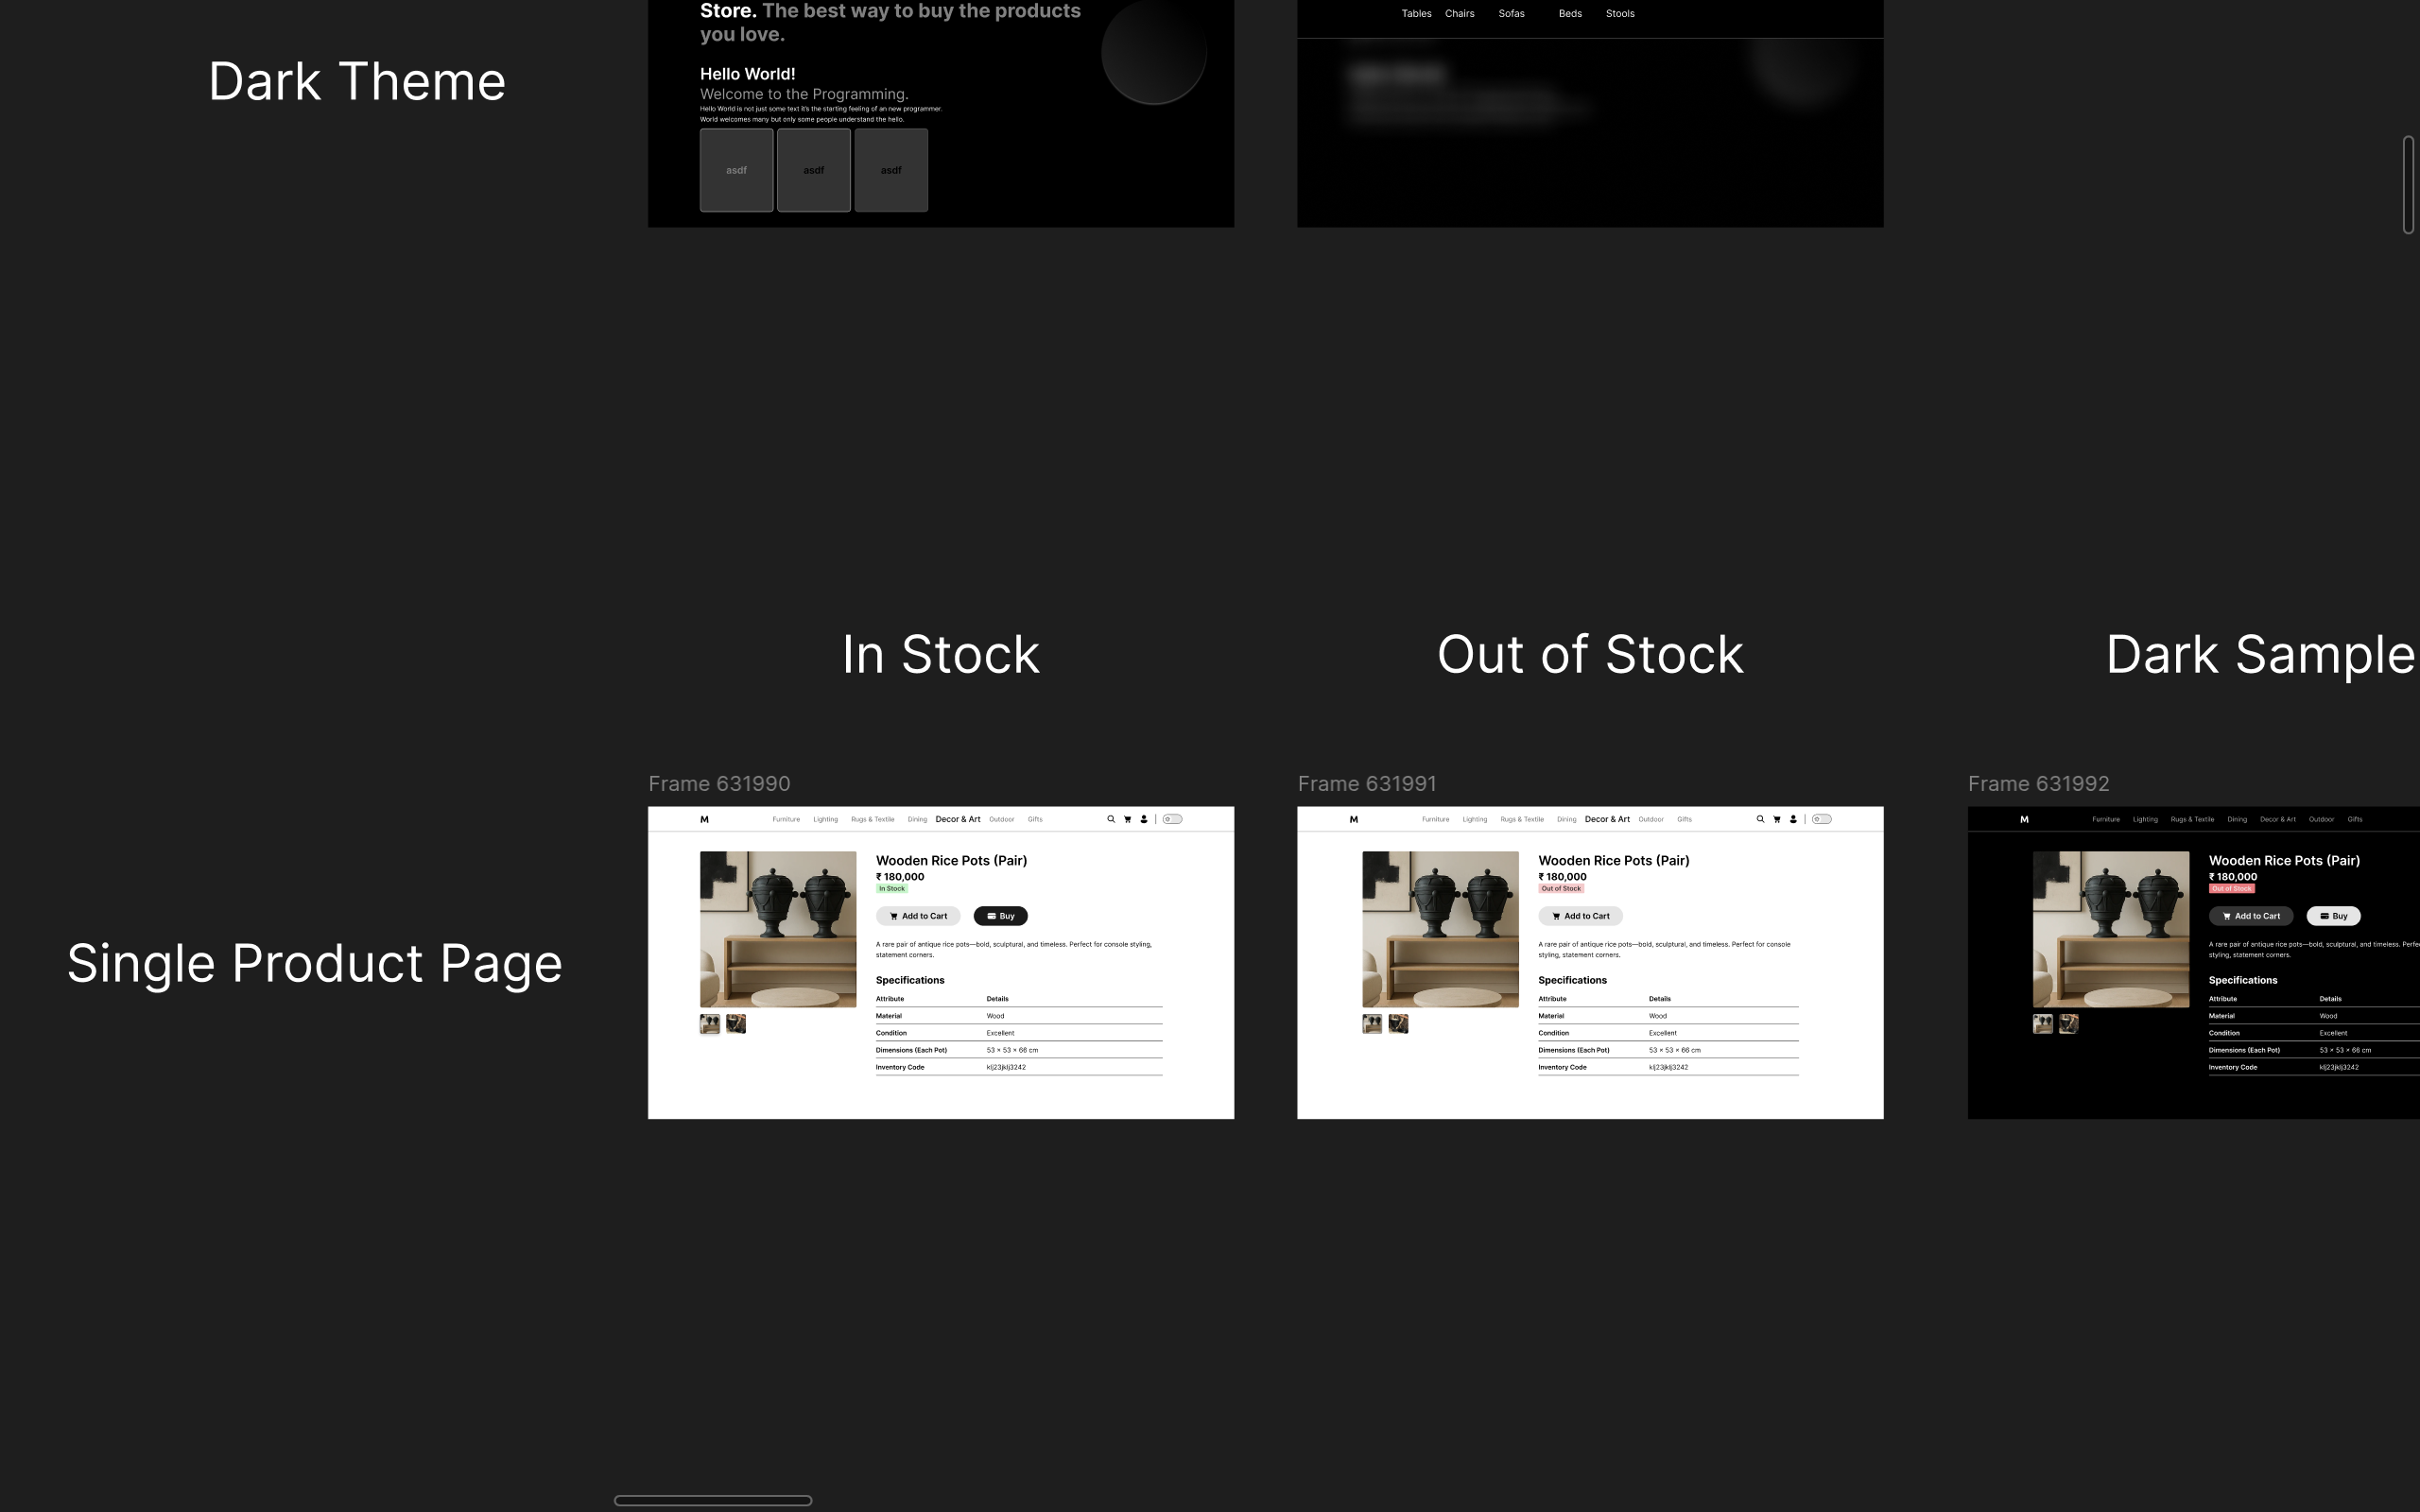 Store. The best way to buy the products
you love.
Hello World!
Welcome to the Programming.
Hello World is not just some text it's the starting feeling of an new programmer.
World welcomes many but only some people understand the hello.
asdf asdf asdf
Tables Chairs Sofas Beds Stools
Dark Theme
In Stock
Out of Stock
Dark Sample
Single Product Page
Frame 631990
M Furniture Lighting Rugs & Textile Dining Decor & Art Outdoor Gifts
Wooden Rice Pots (Pair)
₹ 180,000
In Stock
Add to Cart Buy
A rare pair of antique rice pots—bold, sculptural, and timeless. Perfect for console styling,
statement corners.
Specifications
Attribute Details
Material Wood
Condition Excellent
Dimensions (Each Pot) 53 × 53 × 66 cm
Inventory Code klj23jklj3242
Frame 631991
M Furniture Lighting Rugs & Textile Dining Decor & Art Outdoor Gifts
Wooden Rice Pots (Pair)
₹ 180,000
Out of Stock
Add to Cart
A rare pair of antique rice pots—bold, sculptural, and timeless. Perfect for console
styling, statement corners.
Specifications
Attribute Details
Material Wood
Condition Excellent
Dimensions (Each Pot) 53 × 53 × 66 cm
Inventory Code klj23jklj3242
Frame 631992
M Furniture Lighting Rugs & Textile Dining Decor & Art Outdoor Gifts
Wooden Rice Pots (Pair)
₹ 180,000
Out of Stock
Add to Cart Buy
A rare pair of antique rice pots—bold, sculptural, and timeless. Perfe
styling, statement corners.
Specifications
Attribute Details
Material Wood
Condition Excellent
Dimensions (Each Pot) 53 × 53 × 66 cm
Inventory Code klj23jklj3242